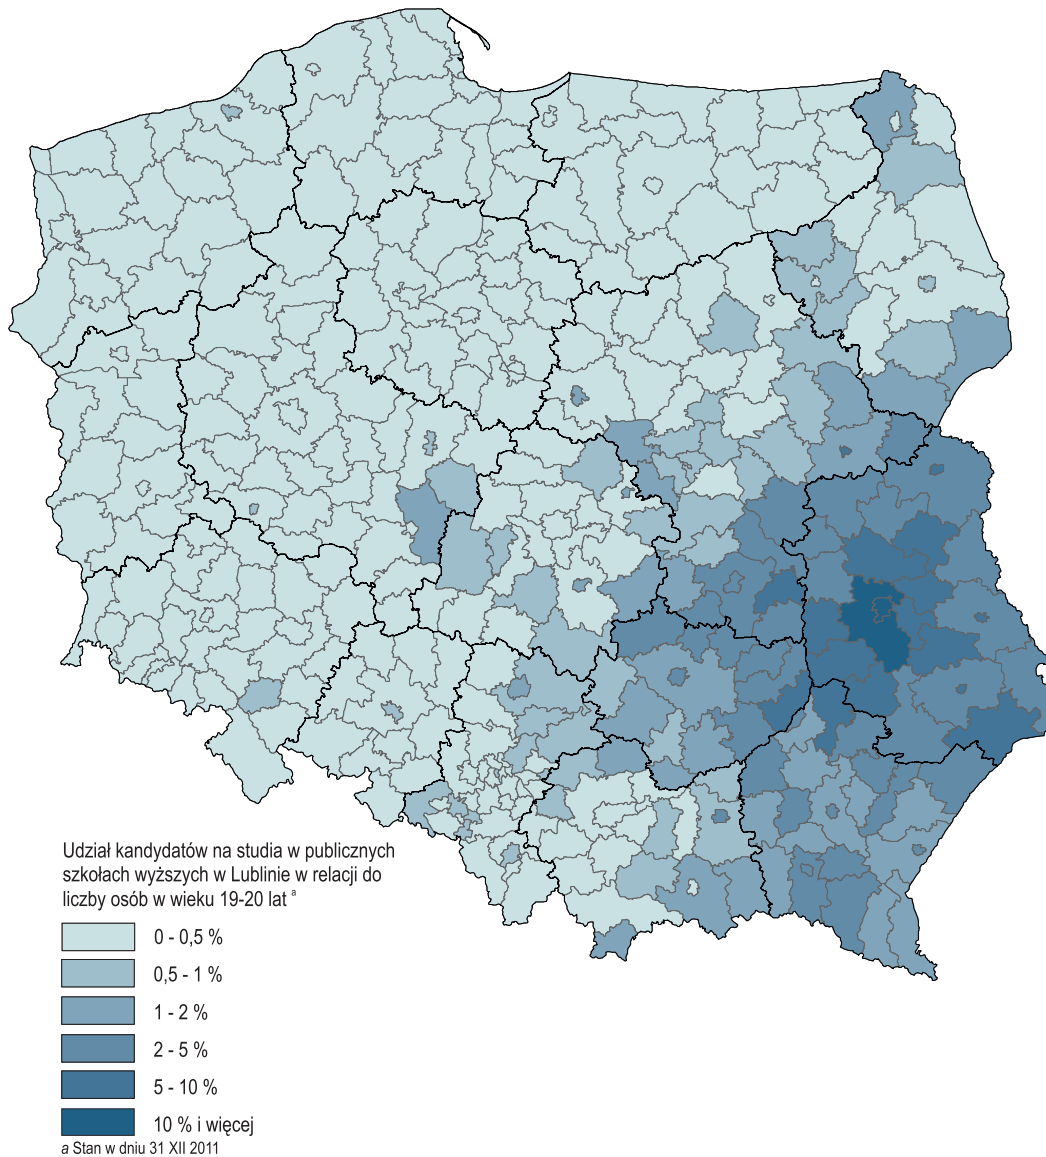 Udział kandydatów na studia w publicznych
szkołach wyższych w Lublinie w relacji do
liczby osób w wieku 19-20 lat a
0 - 0,5 %
0,5 - 1 %
1 - 2 %
2 - 5 %
5 - 10 %
10 % i więcej
a Stan w dniu 31 XII 2011